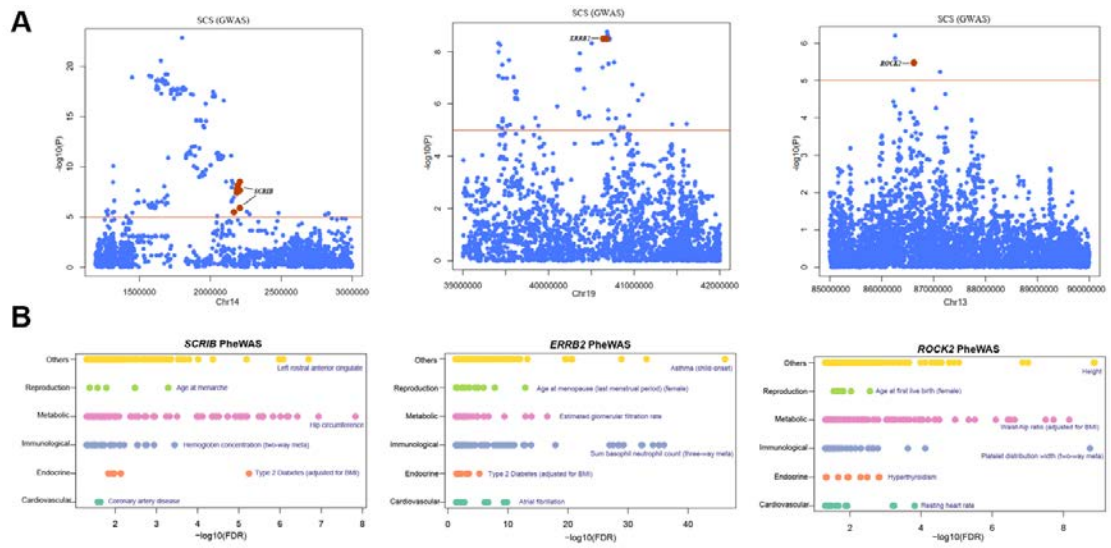 A
SCS (GWAS)
-log10(P)
20
15
10
5
0
SCRIB
1500000 2000000 2500000 3000000
Chr14
SCS (GWAS)
-log10(P)
8
6
4
2
0
ERRB2
39000000 40000000 41000000 42000000
Chr19
SCS (GWAS)
-log10(P)
6
5
4
3
2
1
0
ROCK2
85000000 86000000 87000000 88000000 89000000 90000000
Chr13
B
SCRIB PheWAS
Others
Left rostral anterior cingulate
Reproduction
Age at menarche
Metabolic
Hip circumference
Immunological
Hemoglobin concentration (two-way meta)
Endocrine
Type 2 Diabetes (adjusted for BMI)
Cardiovascular
Coronary artery disease
2 3 4 5 6 7 8
−log10(FDR)
ERRB2 PheWAS
Others
Asthma (child-onset)
Reproduction
Age at menopause (last menstrual period) (female)
Metabolic
Estimated glomerular filtration rate
Immunological
Sum basophil neutrophil count (three-way meta)
Endocrine
Type 2 Diabetes (adjusted for BMI)
Cardiovascular
Atrial fibrillation
0 10 20 30 40
−log10(FDR)
ROCK2 PheWAS
Others
Height
Reproduction
Age at first live birth (female)
Metabolic
Waist-hip ratio (adjusted for BMI)
Immunological
Platelet distribution width (two-way meta)
Endocrine
Hyperthyroidism
Cardiovascular
Resting heart rate
2 4 6 8
−log10(FDR)